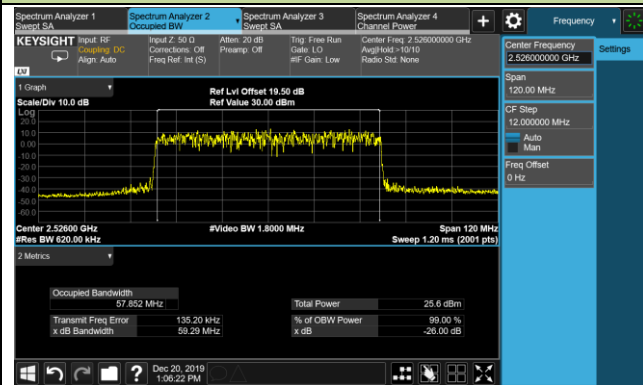 Spectrum Analyzer 1
Swept SA
Spectrum Analyzer 2
Occupied BW
Spectrum Analyzer 3
Swept SA
Spectrum Analyzer 4
Channel Power
+
Frequency
KEYSIGHT
LXI
Input: RF
Coupling: DC
Align: Auto
Input Z: 50 Ω
Corrections: Off
Freq Ref: Int (S)
Atten: 20 dB
Preamp: Off
Trig: Free Run
Gate: LO
#IF Gain: Low
Center Freq: 2.526000000 GHz
Avg|Hold:>10/10
Radio Std: None
Center Frequency
2.526000000 GHz
Settings
Span
120.00 MHz
CF Step
12.000000 MHz
Auto
Man
Freq Offset
0 Hz
1 Graph
Scale/Div 10.0 dB
Ref Lvl Offset 19.50 dB
Ref Value 30.00 dBm
Log
20.0
10.0
0.00
-10.0
-20.0
-30.0
-40.0
-50.0
-60.0
Center 2.52600 GHz
#Res BW 620.00 kHz
#Video BW 1.8000 MHz
Span 120 MHz
Sweep 1.20 ms (2001 pts)
2 Metrics
Occupied Bandwidth
57.852 MHz
Total Power 25.6 dBm
Transmit Freq Error 135.20 kHz
% of OBW Power 99.00 %
x dB Bandwidth 59.29 MHz
x dB -26.00 dB
?
Dec 20, 2019
1:06:22 PM